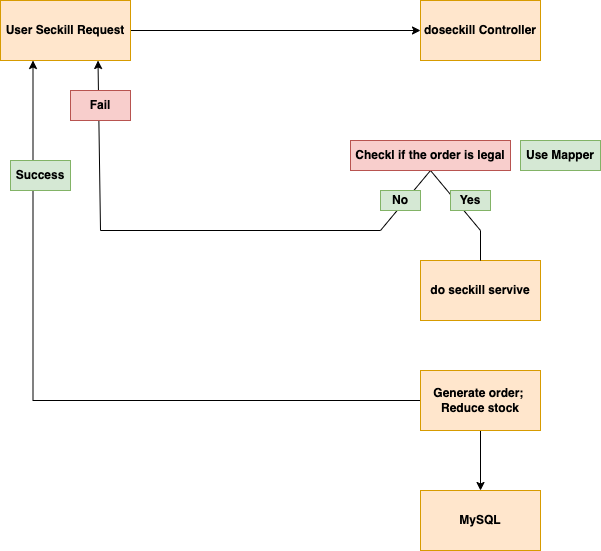 User Seckill Request
doseckill Controller
Fail
Checkl if the order is legal
Use Mapper
Success
No
Yes
do seckill servive
Generate order;
Reduce stock
MySQL